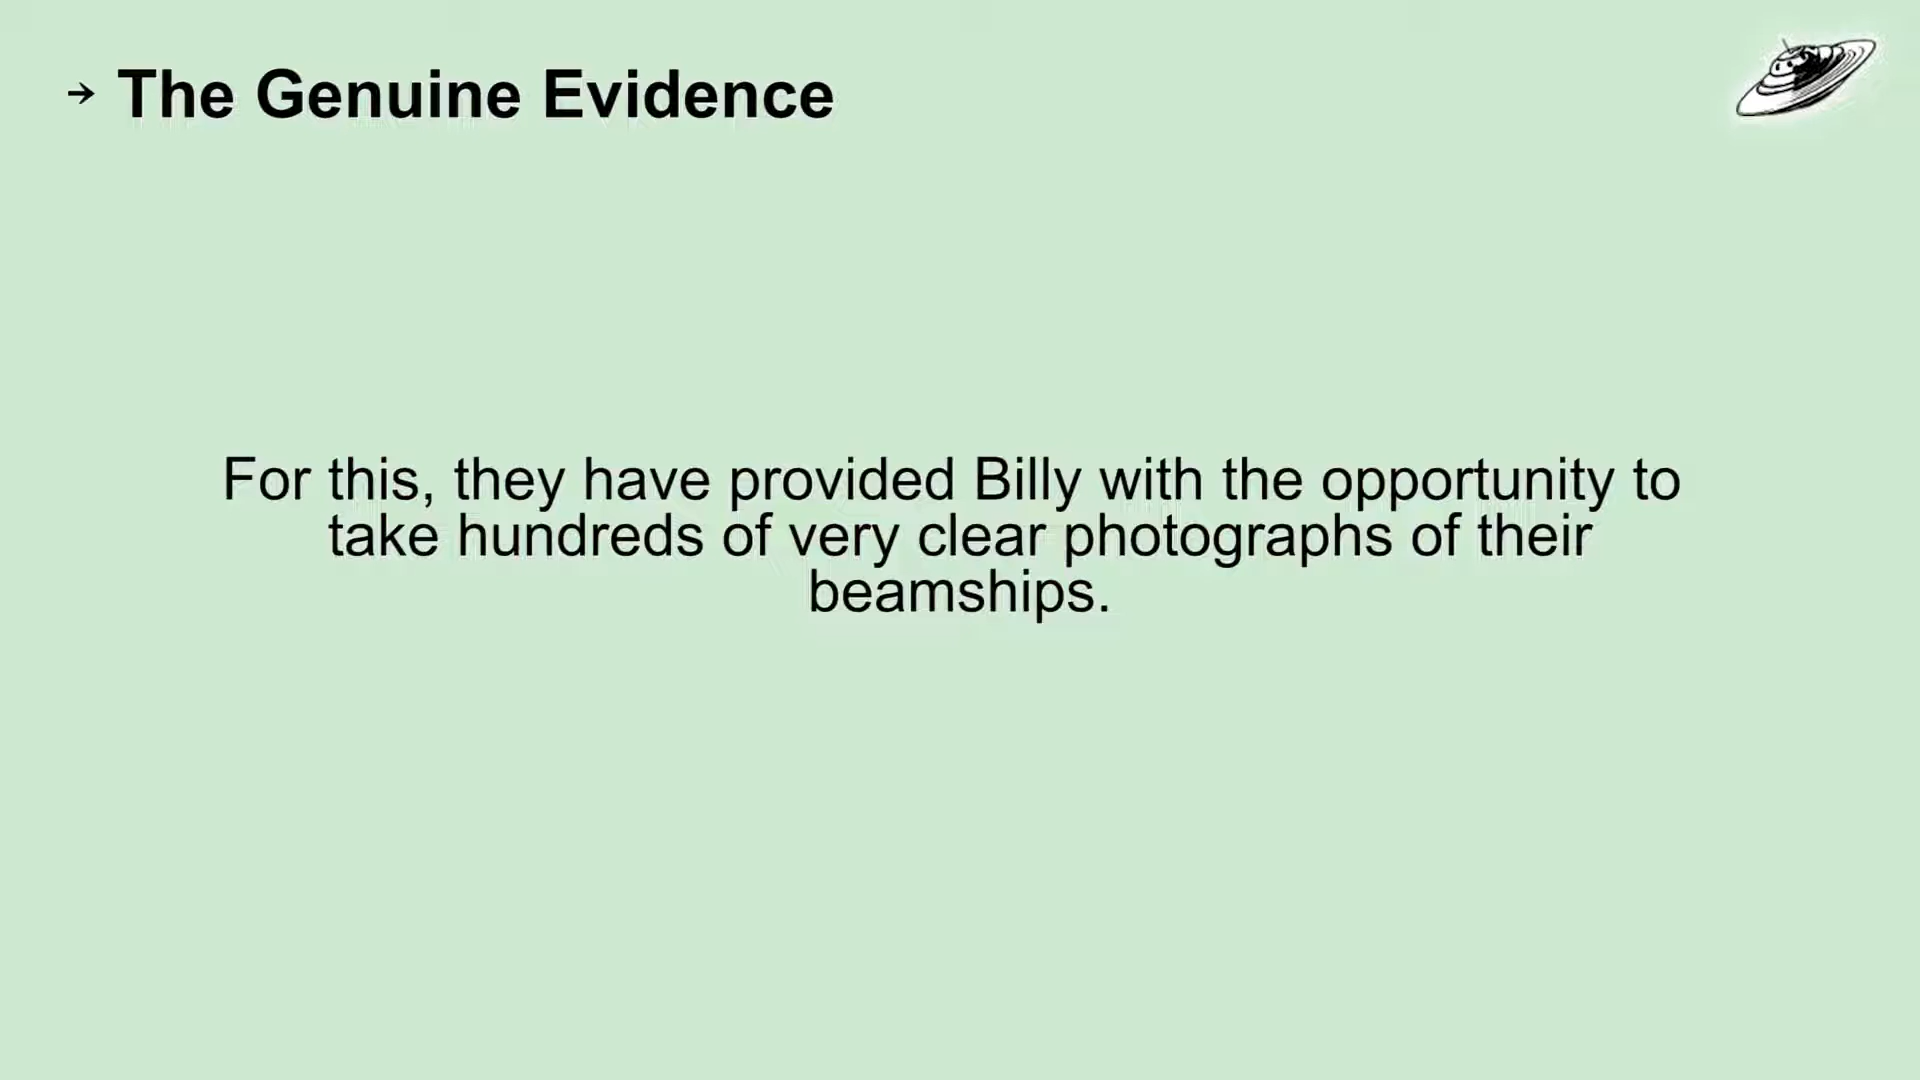 → The Genuine Evidence
For this, they have provided Billy with the opportunity to
take hundreds of very clear photographs of their
beamships.